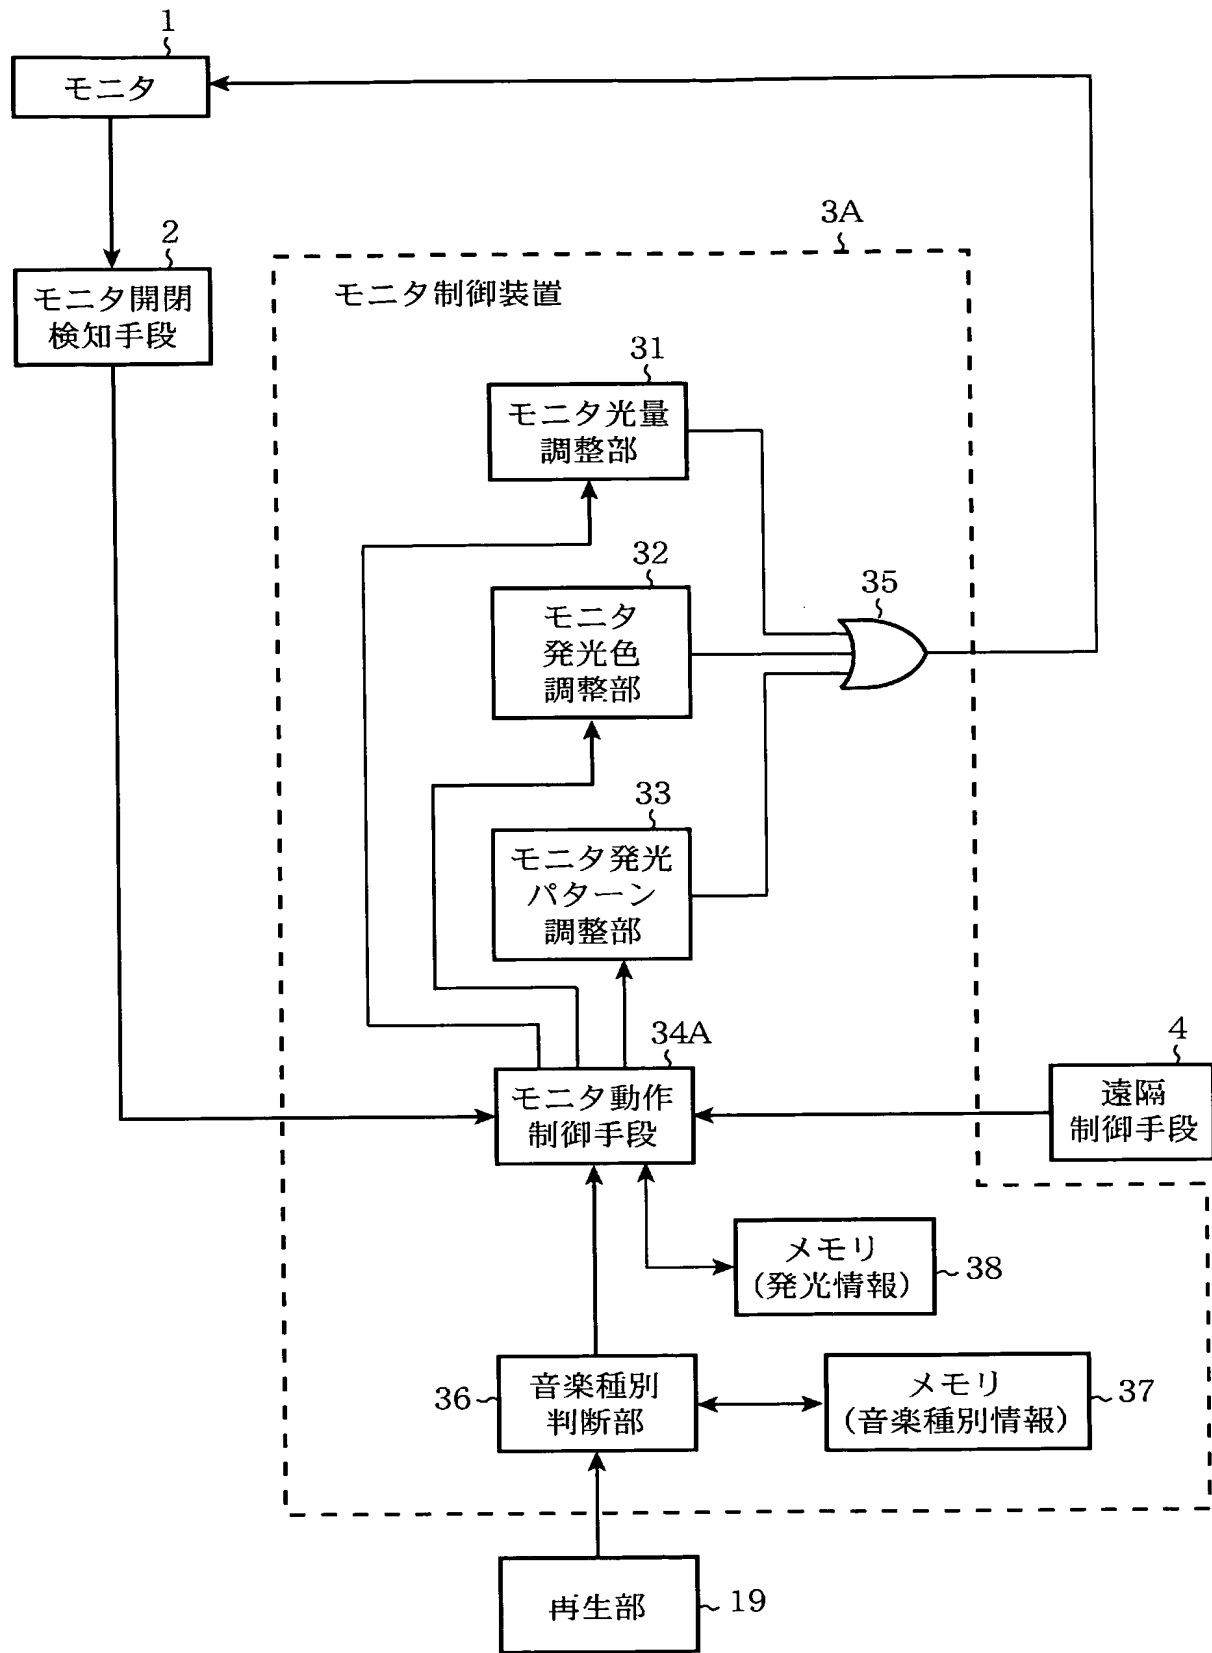 1
モニタ
3A
2
モニタ開閉
検知手段
モニタ制御装置
31
モニタ光量
調整部
32
モニタ
発光色
調整部
35
33
モニタ発光
パターン
調整部
34A
モニタ動作
制御手段
4
遠隔
制御手段
メモリ
(発光情報)
38
36
音楽種別
判断部
メモリ
(音楽種別情報)
37
再生部
19